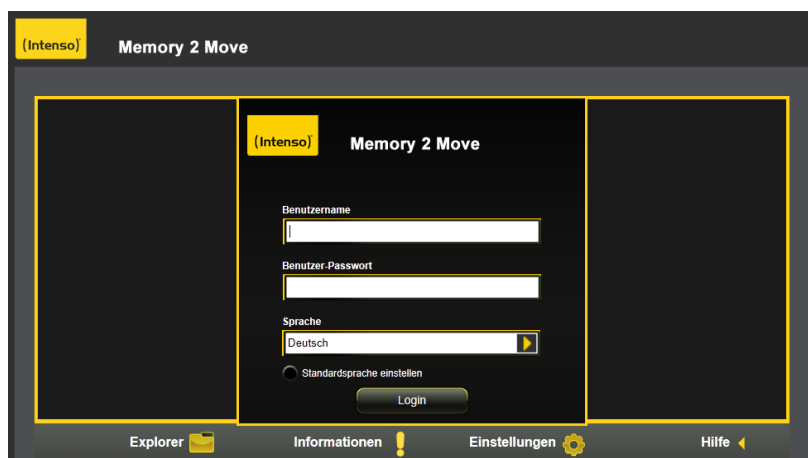 (Intenso)® Memory 2 Move
(Intenso)® Memory 2 Move
Benutzername
Benutzer-Passwort
Sprache
Deutsch
Standardsprache einstellen
Login
Explorer Informationen Einstellungen Hilfe